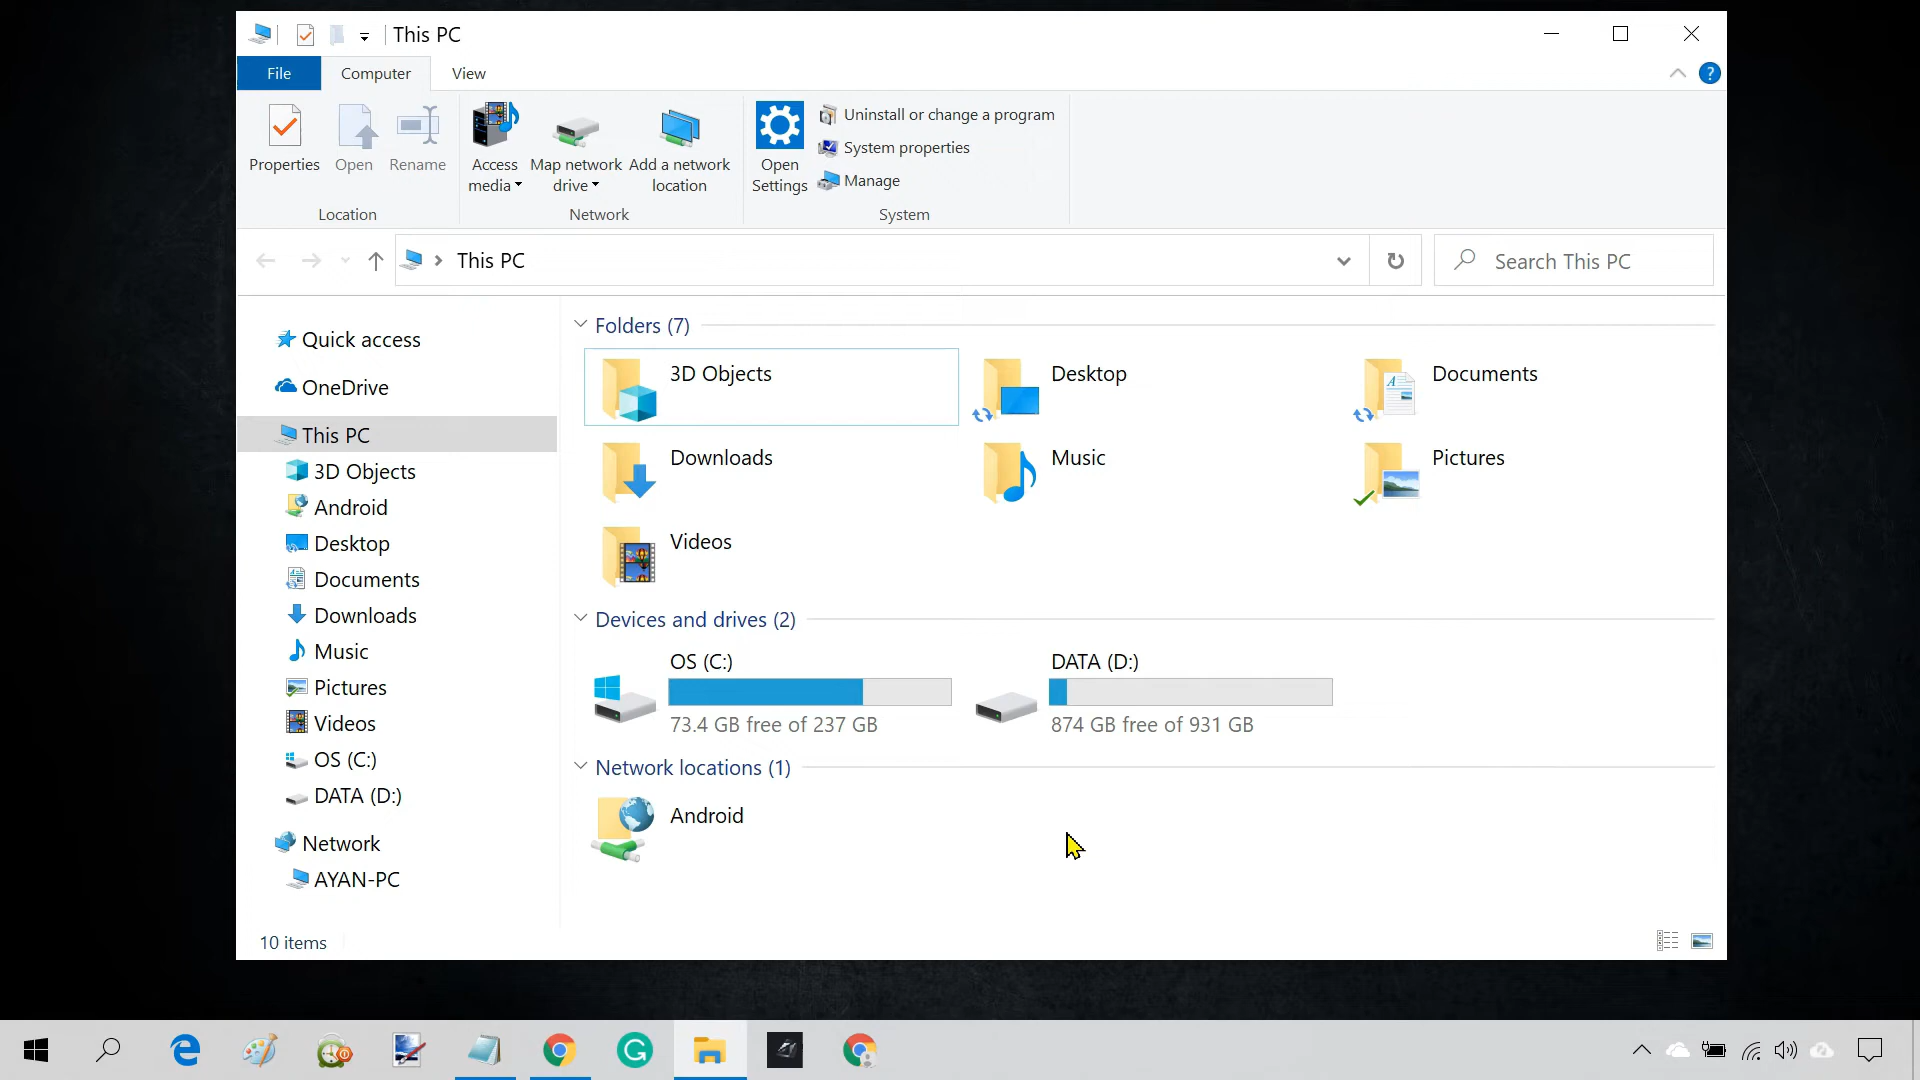 This PC
File
Computer
View
?
Properties
Open
Rename
Access
media
Map network
drive
Add a network
location
Open
Settings
Uninstall or change a program
System properties
Manage
Location
Network
System
This PC
Search This PC
Quick access
OneDrive
This PC
3D Objects
Android
Desktop
Documents
Downloads
Music
Pictures
Videos
OS (C:)
DATA (D:)
Network
AYAN-PC
Folders (7)
3D Objects
Desktop
Documents
Downloads
Music
Pictures
Videos
Devices and drives (2)
OS (C:)
73.4 GB free of 237 GB
DATA (D:)
874 GB free of 931 GB
Network locations (1)
Android
10 items